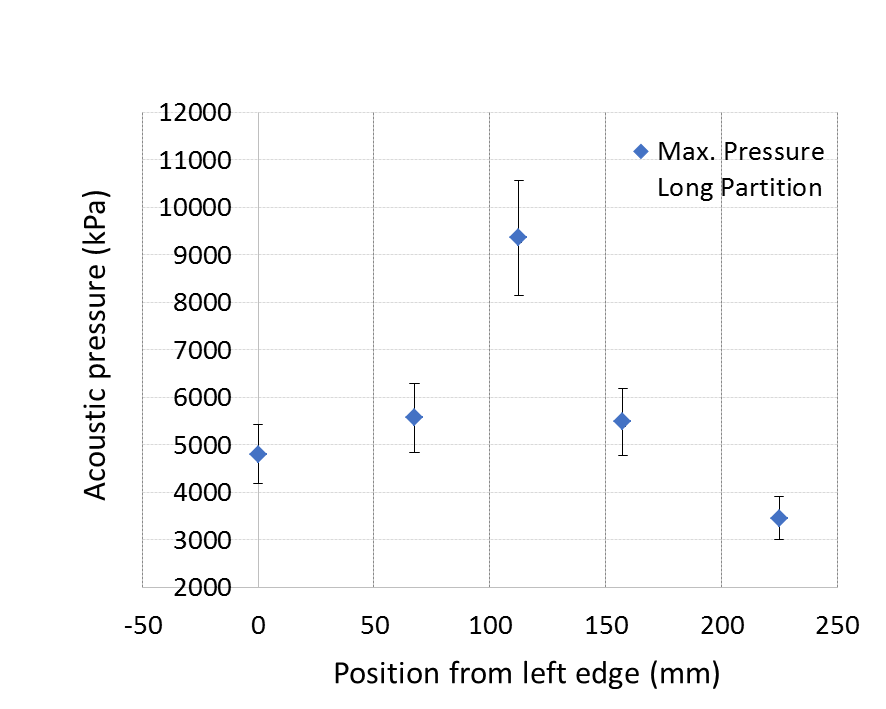 12000
11000
10000
9000
8000
7000
6000
5000
4000
3000
2000
Acoustic pressure (kPa)
Max. Pressure
Long Partition
-50 0 50 100 150 200 250
Position from left edge (mm)